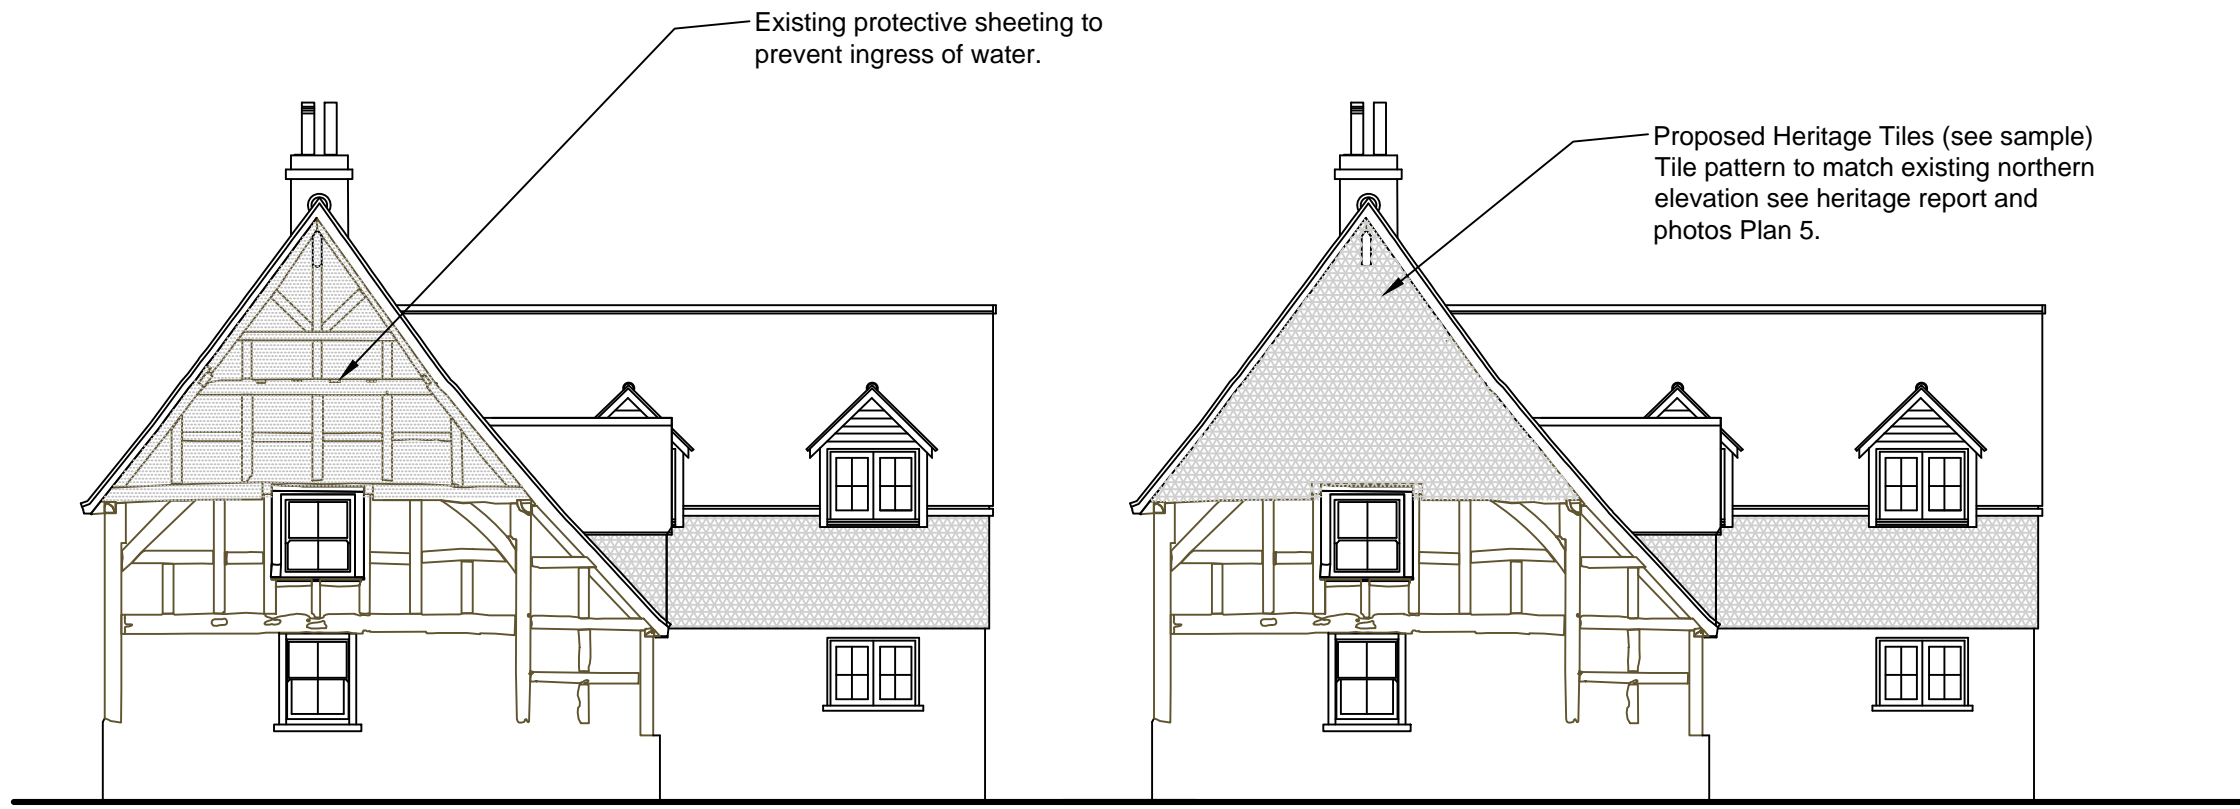 Existing protective sheeting to
prevent ingress of water.
Proposed Heritage Tiles (see sample)
Tile pattern to match existing northern
elevation see heritage report and
photos Plan 5.